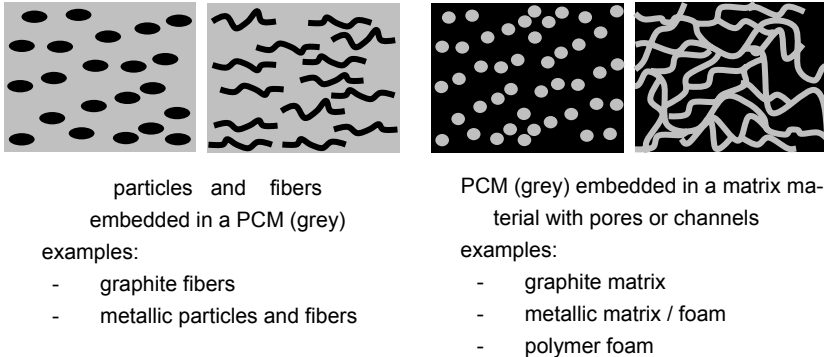 particles and fibers
embedded in a PCM (grey)
examples:
- graphite fibers
- metallic particles and fibers
PCM (grey) embedded in a matrix ma-
terial with pores or channels
examples:
- graphite matrix
- metallic matrix / foam
- polymer foam